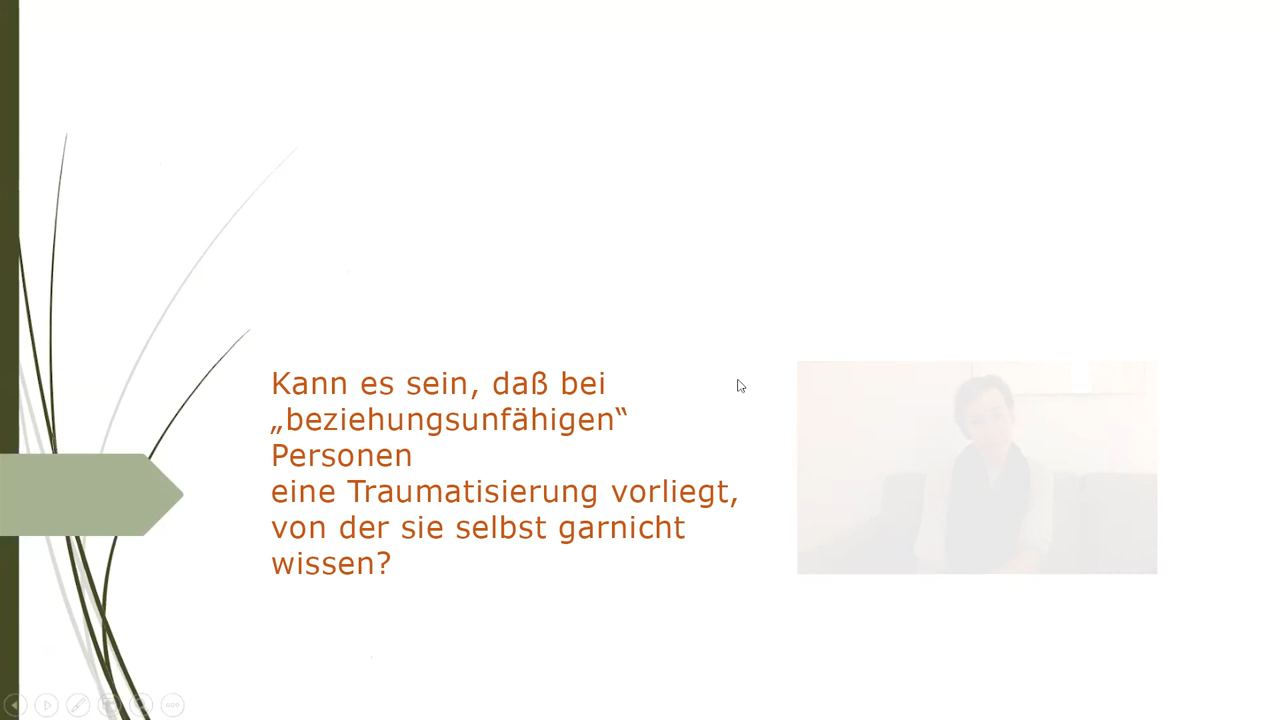 Kann es sein, daß bei
„beziehungsunfähigen“
Personen
eine Traumatisierung vorliegt,
von der sie selbst garnicht
wissen?